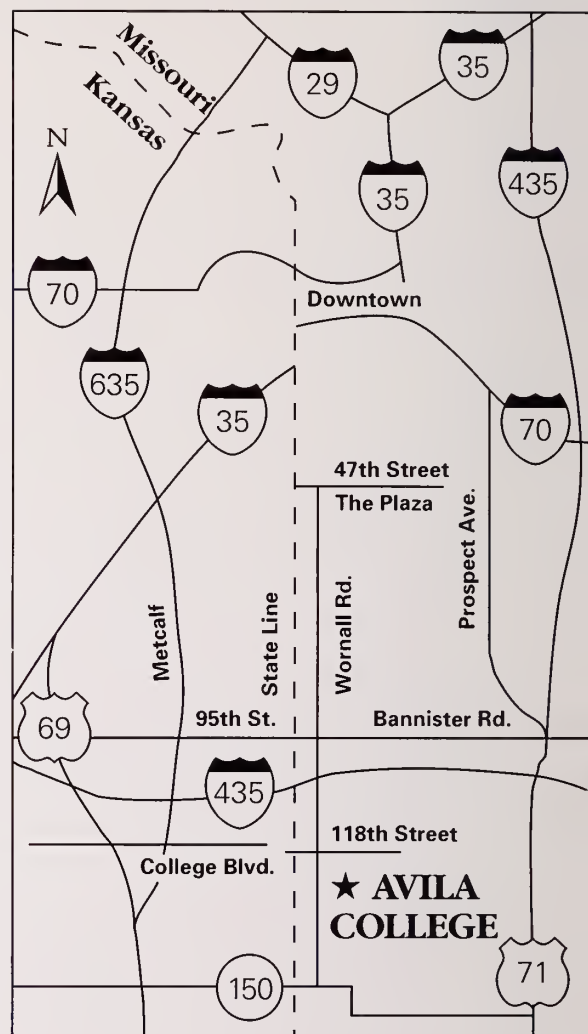 Missouri
Kansas
N
29
35
435
35
70
Downtown
635
35
70
47th Street
The Plaza
Prospect Ave.
Metcalf
State Line
Wornall Rd.
69
95th St.
Bannister Rd.
435
118th Street
College Blvd.
★ AVILA
COLLEGE
150
71